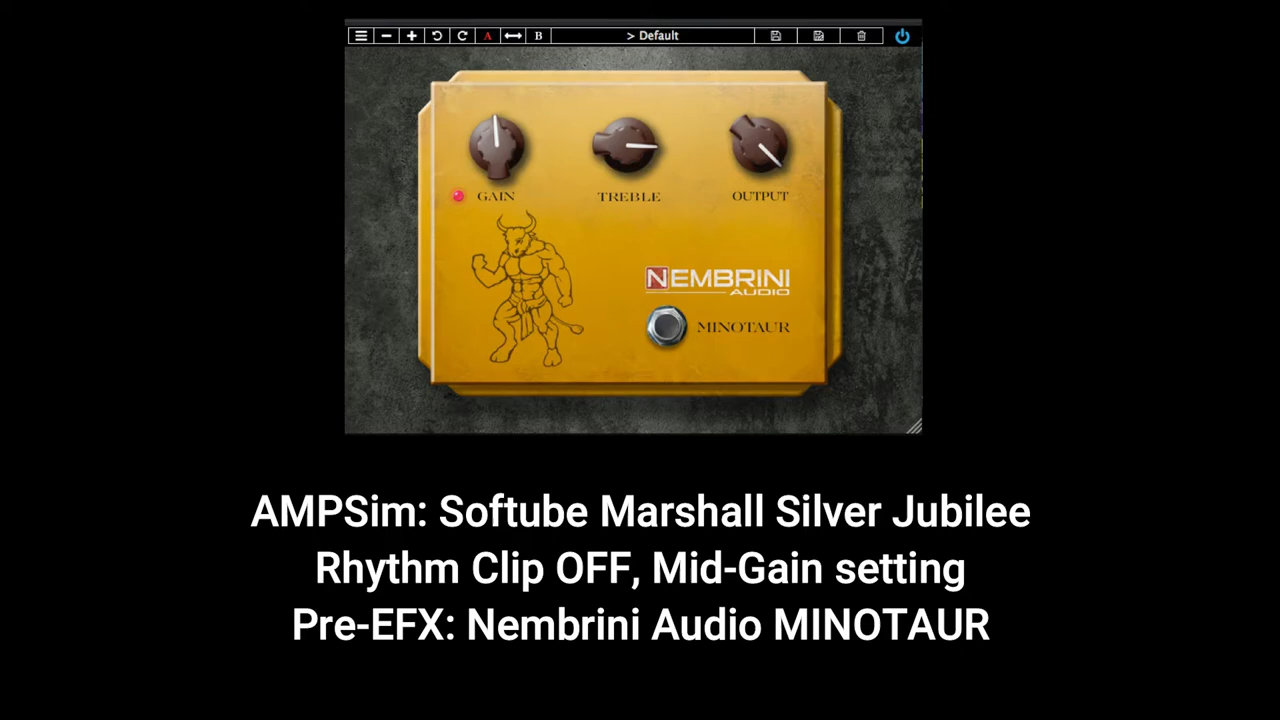 A
B
> Default
GAIN
TREBLE
OUTPUT
NEMBRINI
AUDIO
MINOTAUR
AMPSim: Softube Marshall Silver Jubilee
Rhythm Clip OFF, Mid-Gain setting
Pre-EFX: Nembrini Audio MINOTAUR